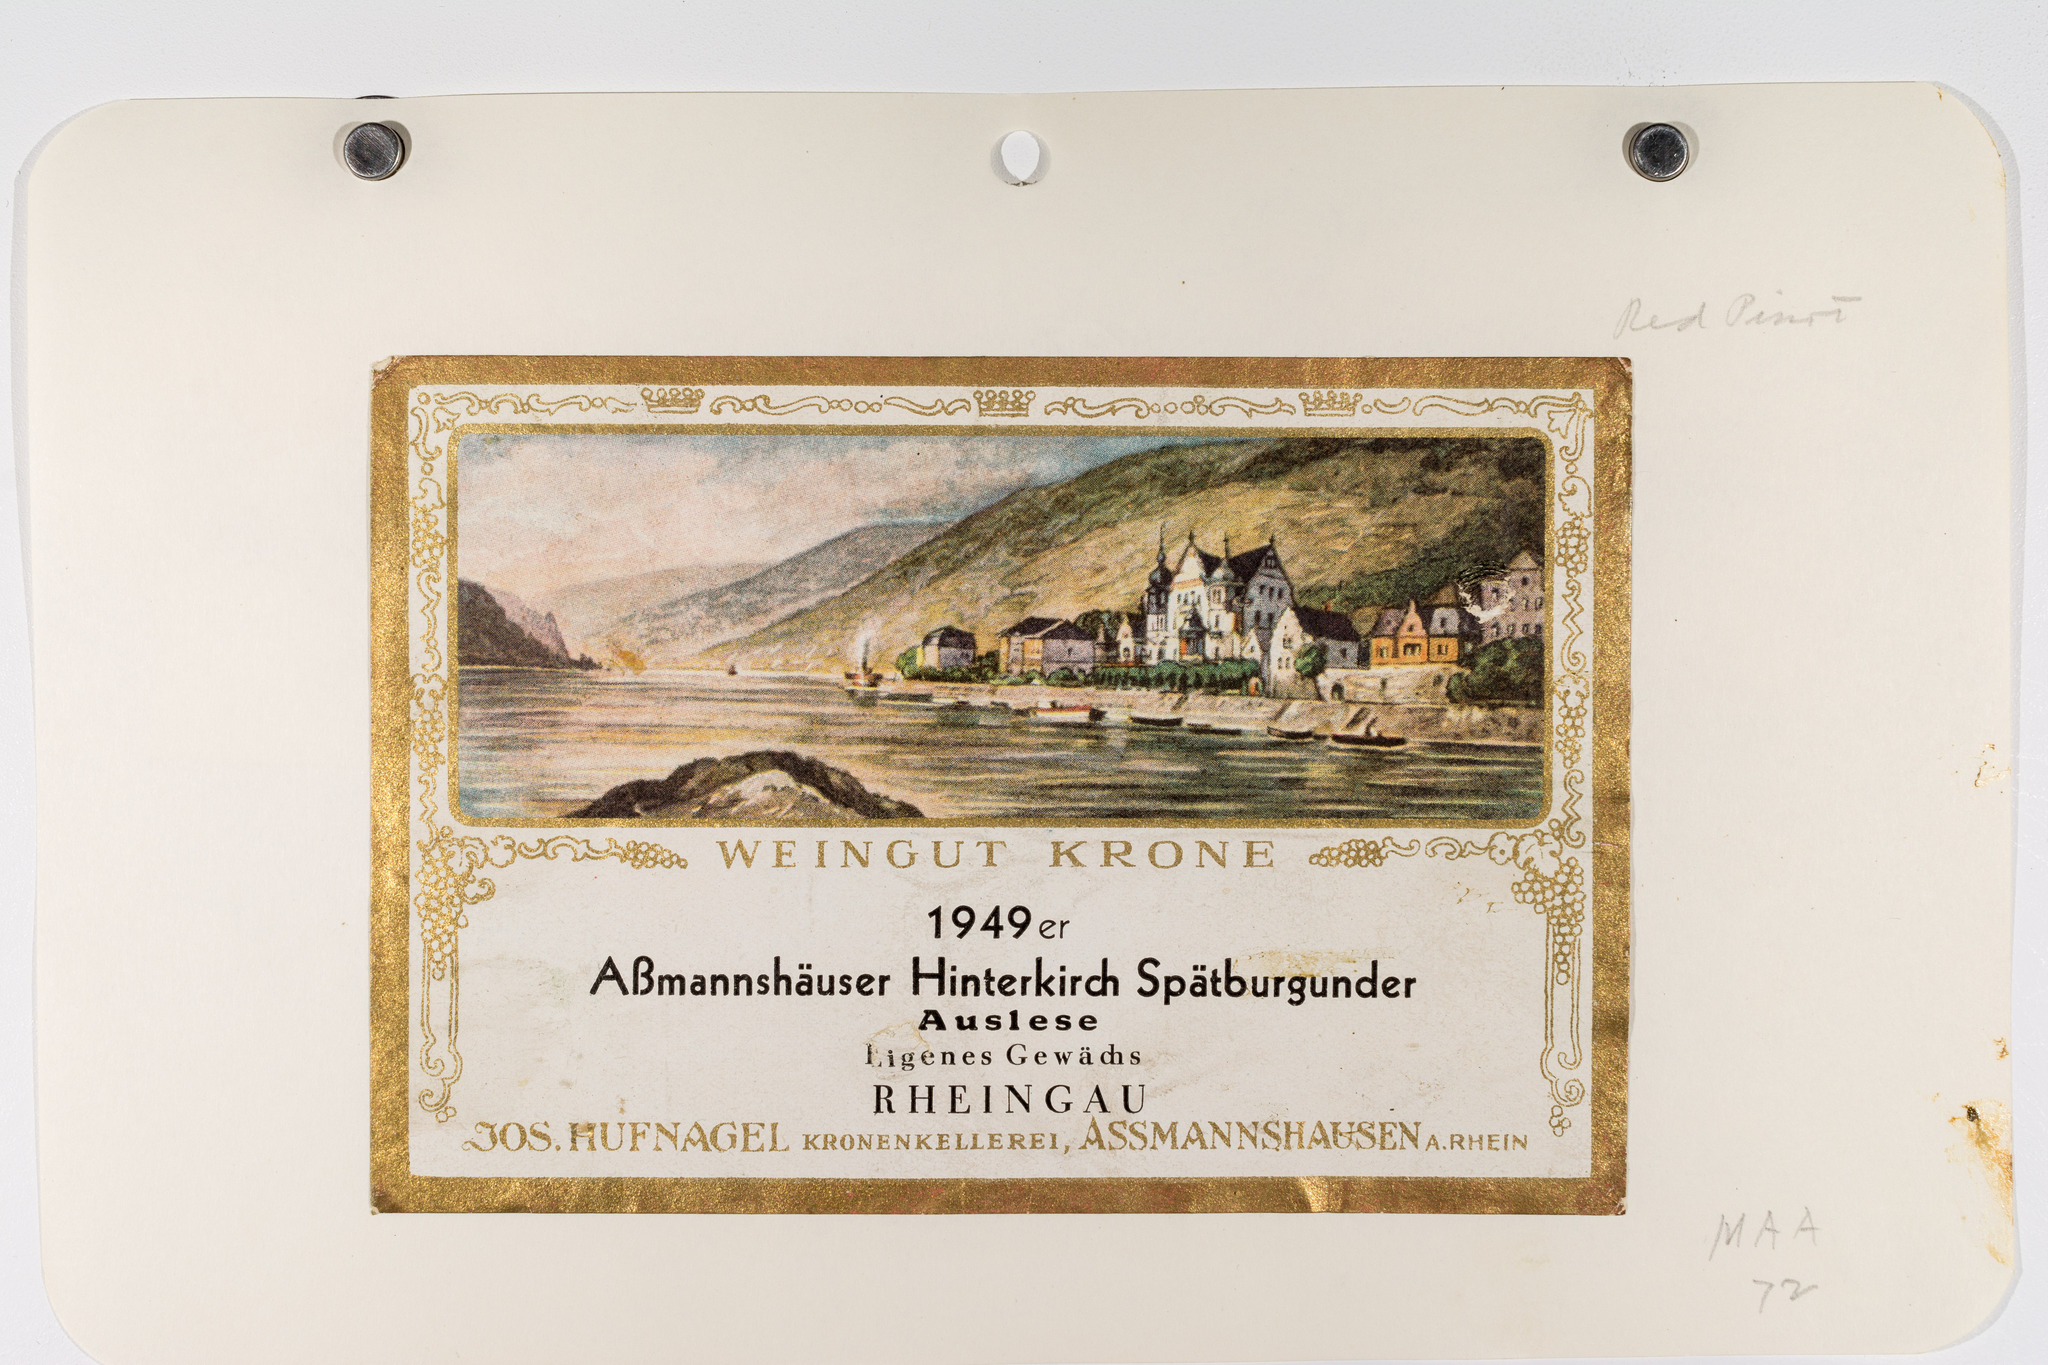 Red Pinot
WEINGUT KRONE
1949er
Aßmannshäuser Hinterkirch Spätburgunder
Auslese
Eigenes Gewächs
RHEINGAU
JOS. HUFNAGEL KRONENKELLEREI, ASSMANNSHAUSEN A. RHEIN
MAA
72